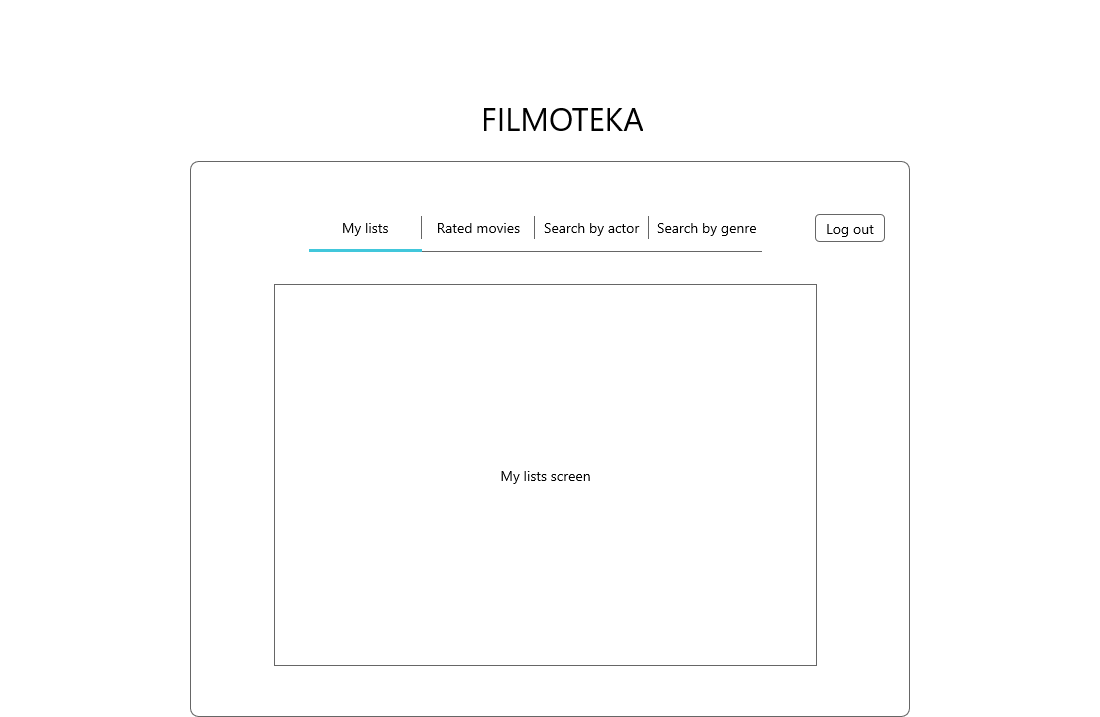 FILMOTEKA
My lists
Rated movies
Search by actor
Search by genre
Log out
My lists screen